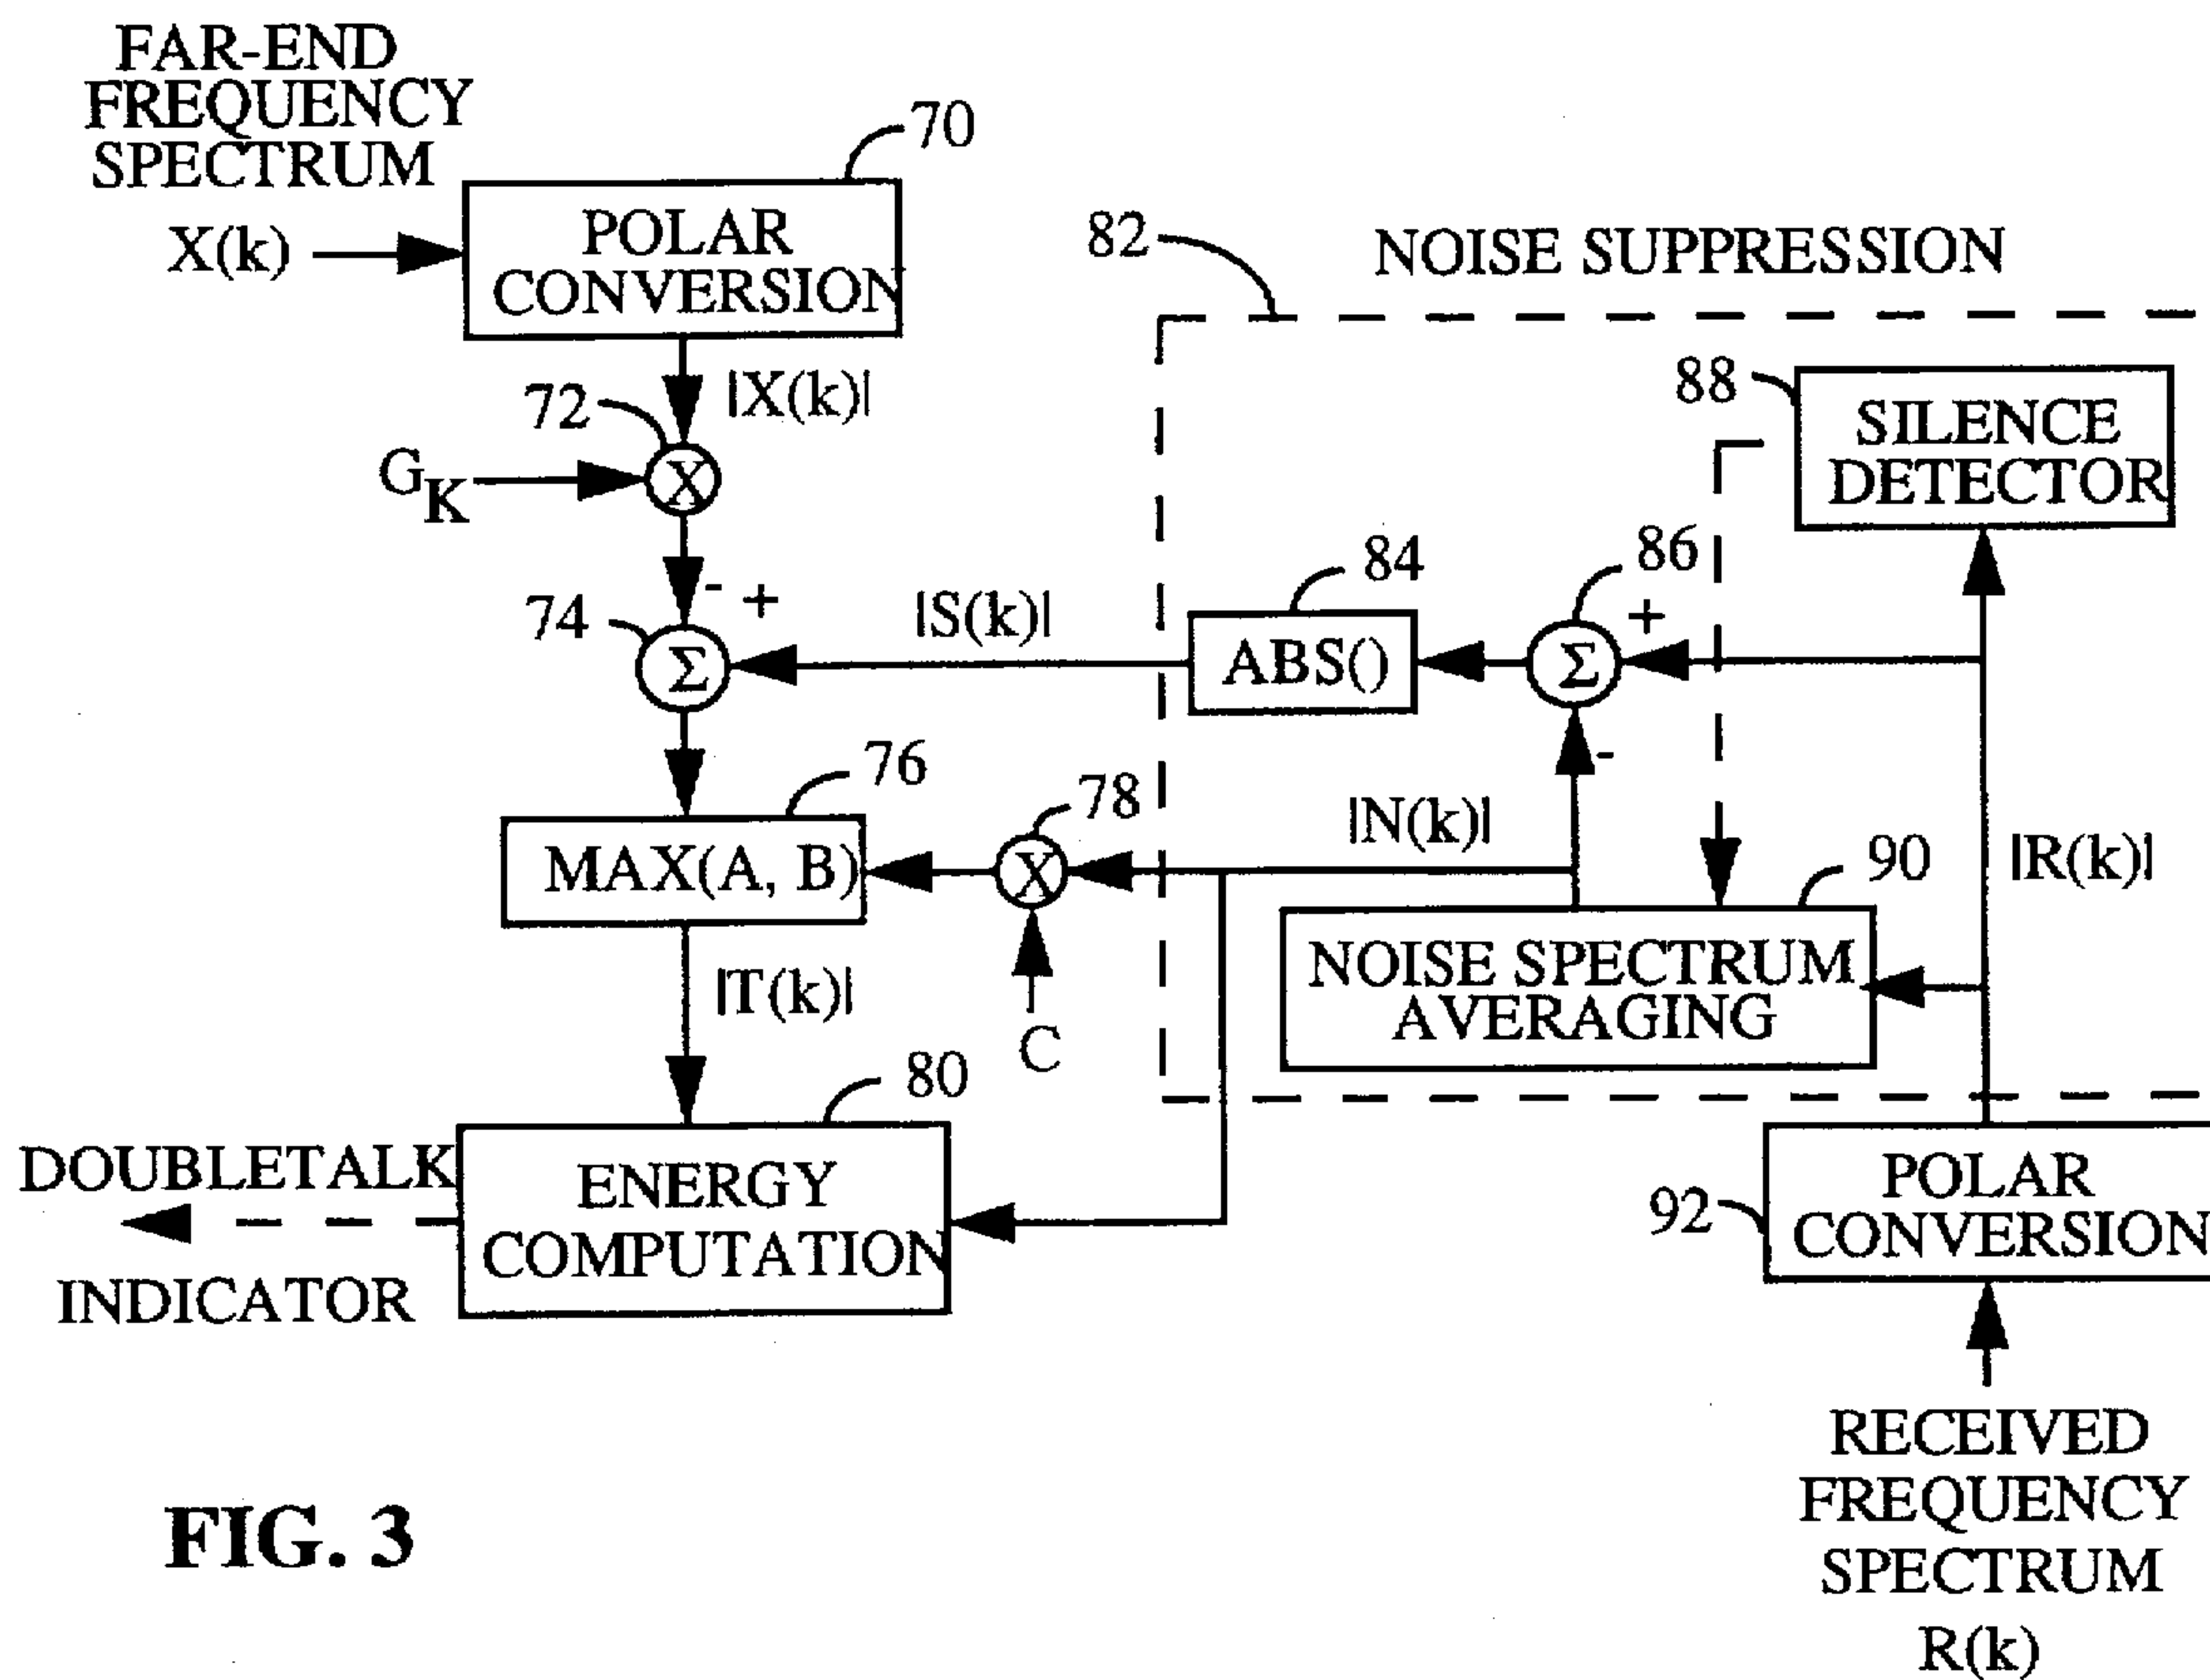 FAR-END
FREQUENCY
SPECTRUM
X(k)
70
POLAR
CONVERSION
82
NOISE SUPPRESSION
|X(k)|
72
G_K
X
88
SILENCE
DETECTOR
- +
74
Σ
|S(k)|
84
ABS()
86
+
Σ
-
76
MAX(A, B)
78
X
C
|N(k)|
90
NOISE SPECTRUM
AVERAGING
|R(k)|
|T(k)|
80
ENERGY
COMPUTATION
DOUBLETALK
INDICATOR
92
POLAR
CONVERSION
RECEIVED
FREQUENCY
SPECTRUM
R(k)
FIG. 3